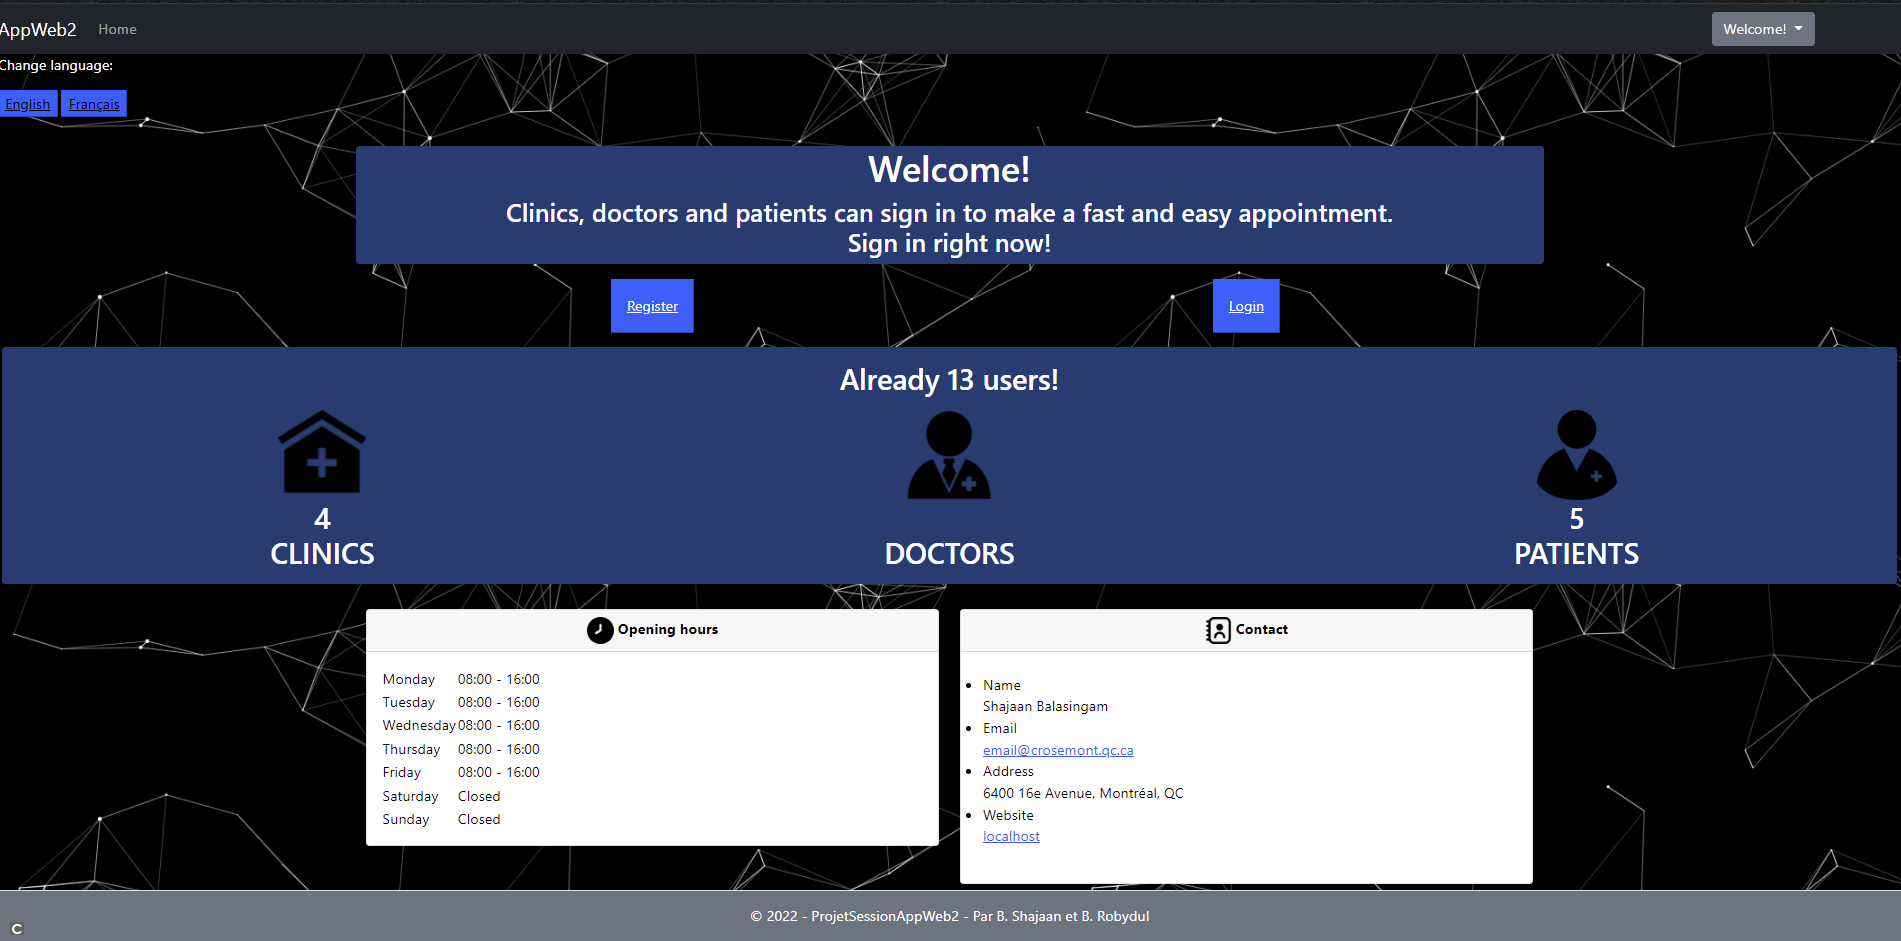 AppWeb2 Home Welcome!
Change language:
English Français
Welcome!
Clinics, doctors and patients can sign in to make a fast and easy appointment.
Sign in right now!
Register Login
Already 13 users!
4 5
CLINICS DOCTORS PATIENTS
Opening hours
Monday 08:00 - 16:00
Tuesday 08:00 - 16:00
Wednesday 08:00 - 16:00
Thursday 08:00 - 16:00
Friday 08:00 - 16:00
Saturday Closed
Sunday Closed
Contact
Name
Shajaan Balasingam
Email
email@crosemont.qc.ca
Address
6400 16e Avenue, Montréal, QC
Website
localhost
© 2022 - ProjetSessionAppWeb2 - Par B. Shajaan et B. Robydul
C